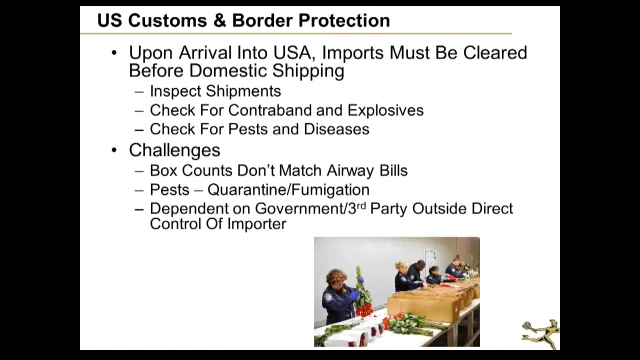 US Customs & Border Protection
• Upon Arrival Into USA, Imports Must Be Cleared
Before Domestic Shipping
– Inspect Shipments
– Check For Contraband and Explosives
– Check For Pests and Diseases
• Challenges
– Box Counts Don't Match Airway Bills
– Pests – Quarantine/Fumigation
– Dependent on Government/3rd Party Outside Direct
Control Of Importer